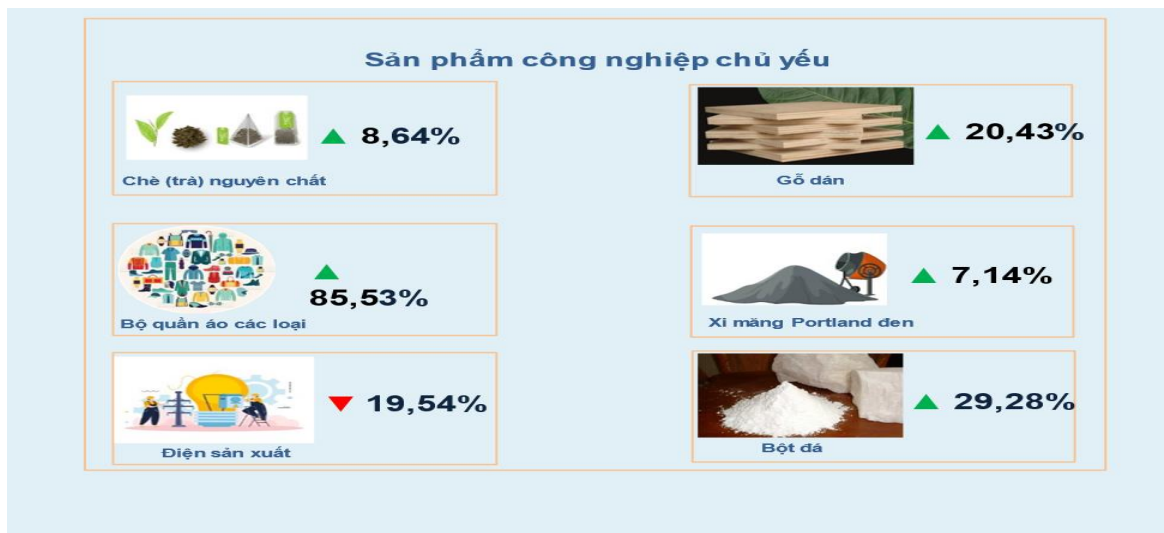 Sản phẩm công nghiệp chủ yếu
▲ 8,64%
Chè (trà) nguyên chất
▲ 20,43%
Gỗ dán
▲
85,53%
Bộ quần áo các loại
▲ 7,14%
Xi măng Portland đen
▼ 19,54%
Điện sản xuất
▲ 29,28%
Bột đá